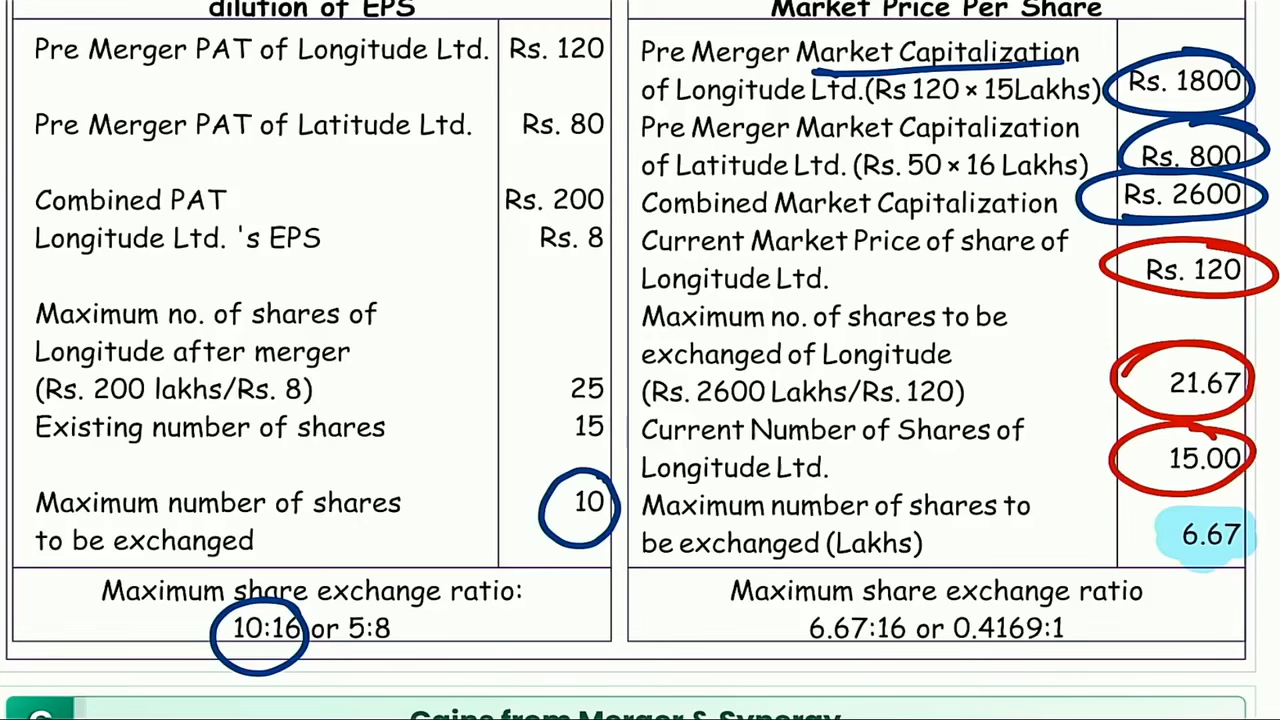 dilution of EPS
Pre Merger PAT of Longitude Ltd. Rs. 120
Pre Merger PAT of Latitude Ltd. Rs. 80
Combined PAT Rs. 200
Longitude Ltd. 's EPS Rs. 8
Maximum no. of shares of
Longitude after merger
(Rs. 200 lakhs/Rs. 8) 25
Existing number of shares 15
Maximum number of shares 10
to be exchanged
Maximum share exchange ratio:
10:16 or 5:8
Market Price Per Share
Pre Merger Market Capitalization
of Longitude Ltd.(Rs 120 × 15Lakhs) Rs. 1800
Pre Merger Market Capitalization
of Latitude Ltd. (Rs. 50 × 16 Lakhs) Rs. 800
Combined Market Capitalization Rs. 2600
Current Market Price of share of
Longitude Ltd. Rs. 120
Maximum no. of shares to be
exchanged of Longitude
(Rs. 2600 Lakhs/Rs. 120) 21.67
Current Number of Shares of
Longitude Ltd. 15.00
Maximum number of shares to
be exchanged (Lakhs) 6.67
Maximum share exchange ratio
6.67:16 or 0.4169:1
Gains from Merger & Synergy